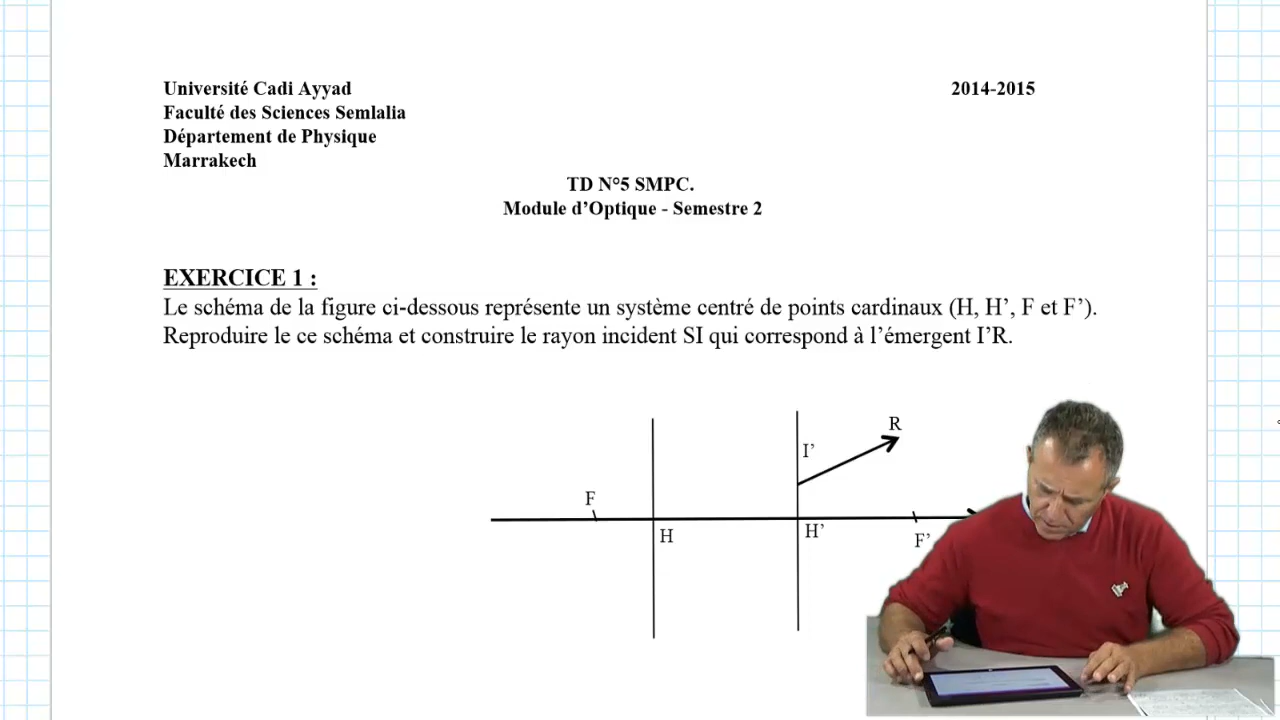 Université Cadi Ayyad 2014-2015
Faculté des Sciences Semlalia
Département de Physique
Marrakech
TD N°5 SMPC.
Module d’Optique - Semestre 2
EXERCICE 1 :
Le schéma de la figure ci-dessous représente un système centré de points cardinaux (H, H’, F et F’).
Reproduire le ce schéma et construire le rayon incident SI qui correspond à l’émergent I’R.
R
I’
F
H
H’
F’